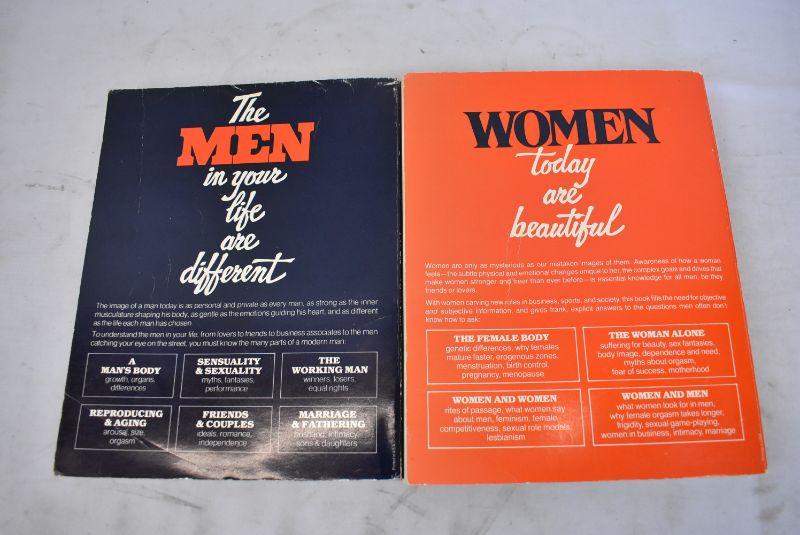 The
MEN
in your
life
are
different
The image of a man today is as personal and private as every man, as strong as the inner
musculature shaping his body, as gentle as the emotions guiding his heart, and as different
as the life each man has chosen.
To understand the men in your life, from lovers to friends to business associates to the men
catching your eye on the street, you must know the many parts of a modern man:
A
MAN'S BODY
growth, organs,
differences
SENSUALITY
& SEXUALITY
myths, fantasies,
performance
THE
WORKING MAN
winners, losers,
equal rights
REPRODUCING
& AGING
arousal, size,
orgasm
FRIENDS
& COUPLES
ideals, romance,
independence
MARRIAGE
& FATHERING
husband, intimacy,
sons & daughters
WOMEN
today
are
beautiful
Women are only as mysterious as our mistaken images of them. Awareness of how a woman
feels—the subtle physical and emotional changes unique to her, the complex goals and drives that
make women stronger and freer than ever before—is essential knowledge for all men, be they
friends or lovers.
With women carving new roles in business, sports, and society, this book fills the need for objective
and subjective information, and gives frank, explicit answers to the questions men often don't
know how to ask:
THE FEMALE BODY
genetic differences, why females
mature faster, erogenous zones,
menstruation, birth control,
pregnancy, menopause
THE WOMAN ALONE
suffering for beauty, sex fantasies,
body image, dependence and need,
myths about orgasm,
fear of success, motherhood
WOMEN AND WOMEN
rites of passage, what women say
about men, feminism, female
competitiveness, sexual role models,
lesbianism
WOMEN AND MEN
what women look for in men,
why female orgasm takes longer,
frigidity, sexual game-playing,
women in business, intimacy, marriage